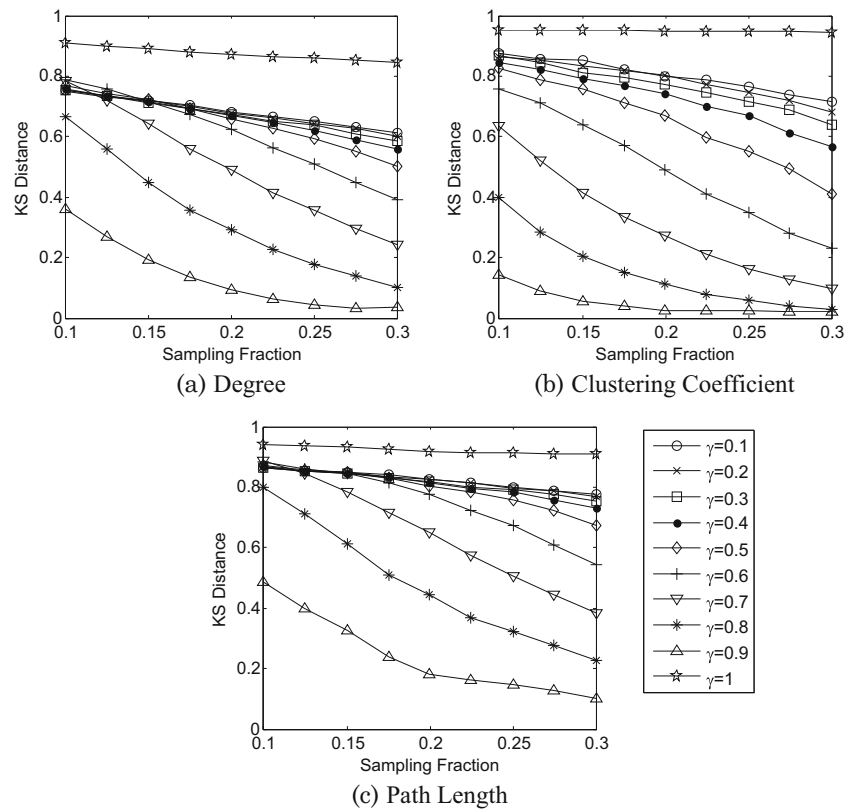 1
0.8
0.6
0.4
0.2
0
KS Distance
0.1 0.15 0.2 0.25 0.3
Sampling Fraction
(a) Degree
1
0.8
0.6
0.4
0.2
0
KS Distance
0.1 0.15 0.2 0.25 0.3
Sampling Fraction
(b) Clustering Coefficient
1
0.8
0.6
0.4
0.2
0
KS Distance
0.1 0.15 0.2 0.25 0.3
Sampling Fraction
(c) Path Length
γ=0.1
γ=0.2
γ=0.3
γ=0.4
γ=0.5
γ=0.6
γ=0.7
γ=0.8
γ=0.9
γ=1